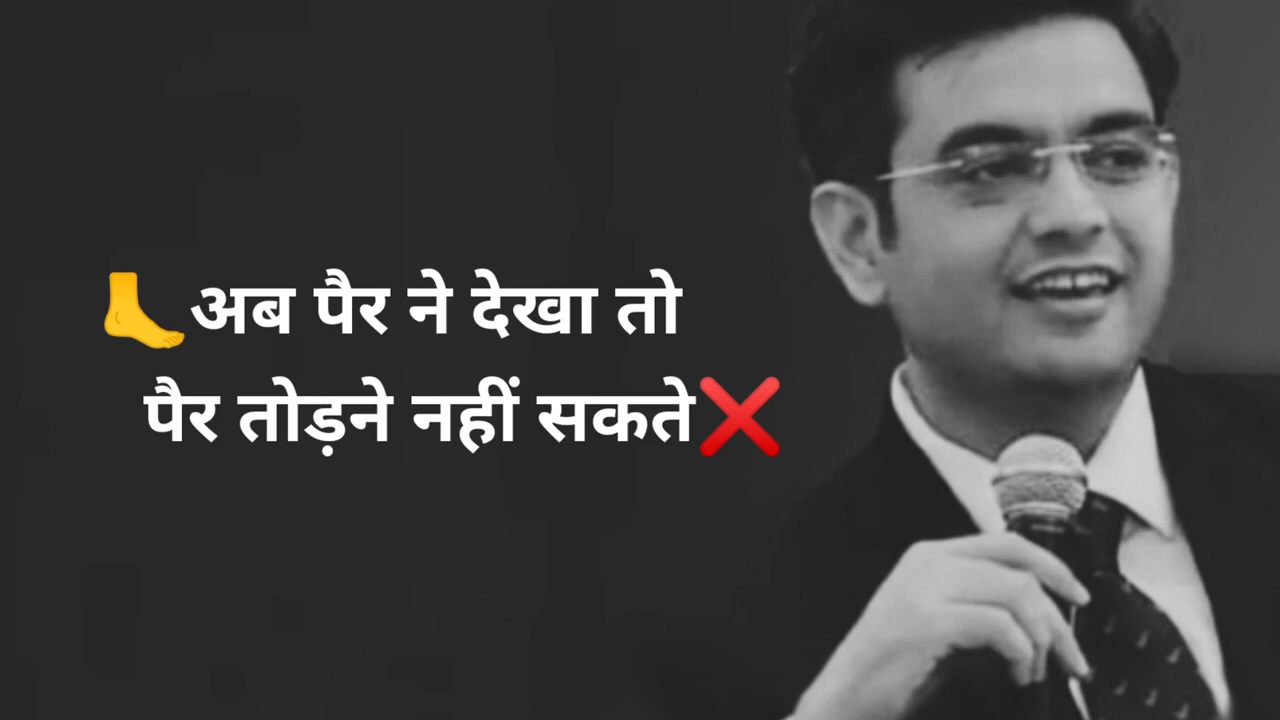 🦶अब पैर ने देखा तो
पैर तोड़ने नहीं सकते❌